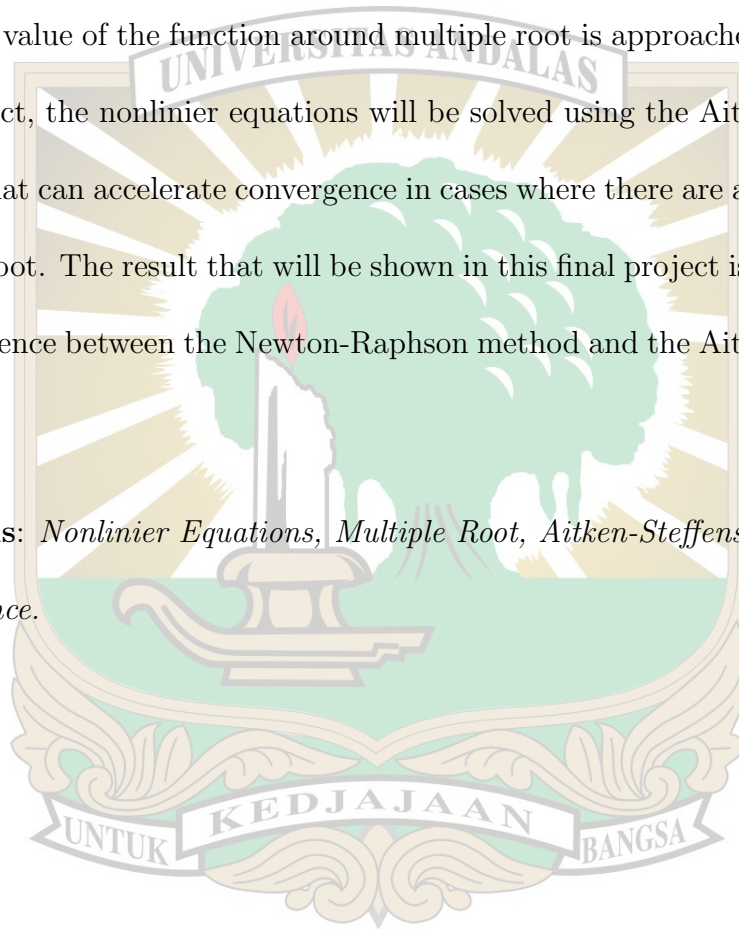 value of the function around multiple root is approache
UNIVERSITAS ANDALAS
ct, the nonlinier equations will be solved using the Ait
hat can accelerate convergence in cases where there are a
oot. The result that will be shown in this final project is
ence between the Newton-Raphson method and the Ait
s: Nonlinier Equations, Multiple Root, Aitken-Steffens
nce.
UNTUK KEDJAJAAN BANGSA